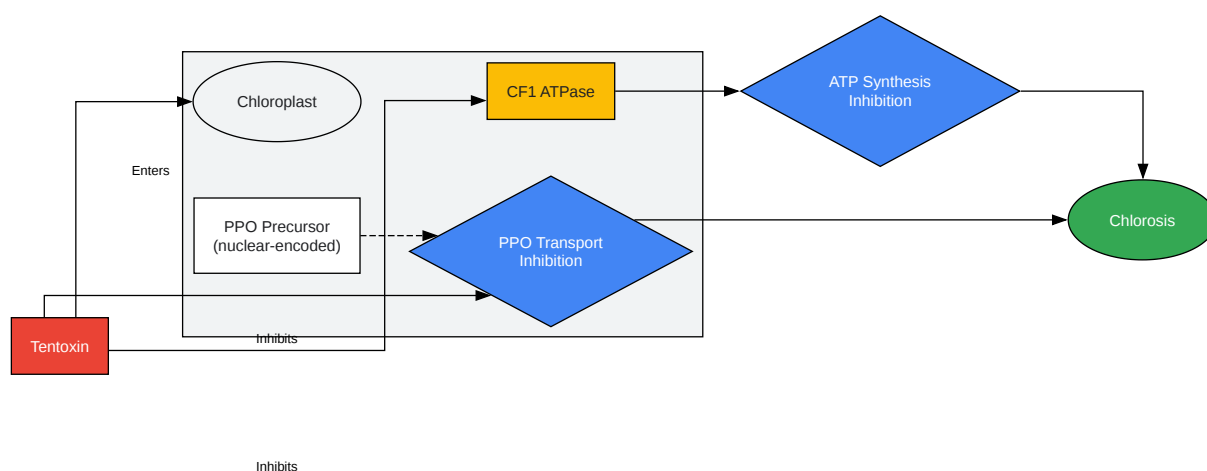 ATP Synthesis
Inhibition
CF1 ATPase
Chloroplast
Enters
PPO Precursor
(nuclear-encoded)
PPO Transport
Inhibition
Chlorosis
Inhibits
Tentoxin
Inhibits